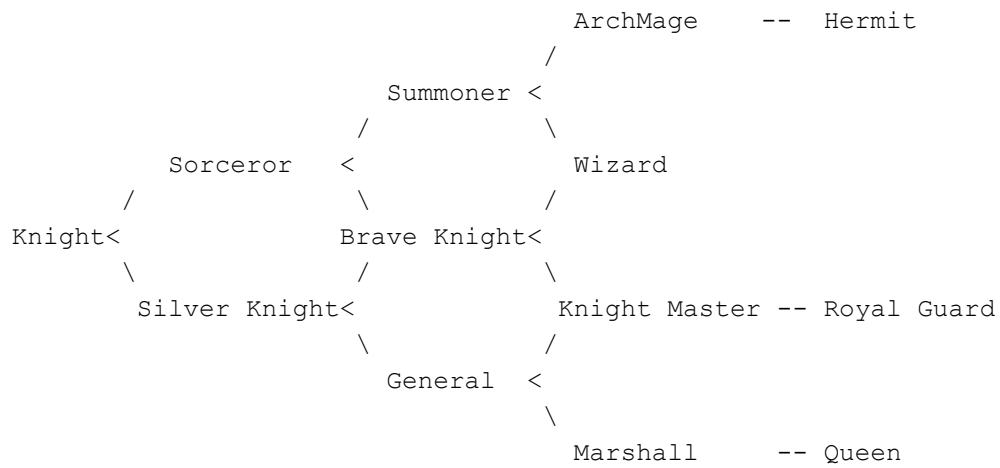 ArchMage -- Hermit
/
Summoner <
/ \
Sorceror < Wizard
/ \ /
Knight< Brave Knight<
\ / \
Silver Knight< Knight Master -- Royal Guard
\ /
General <
\
Marshall -- Queen